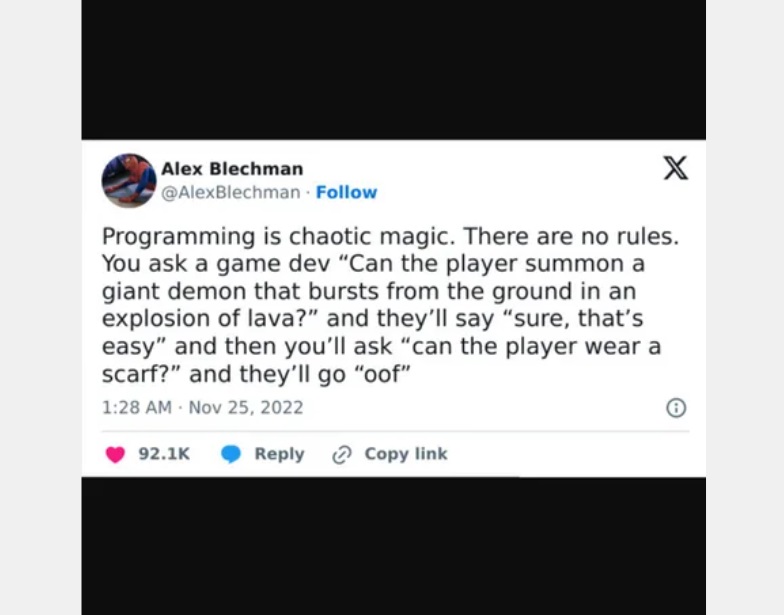 Alex Blechman
@AlexBlechman · Follow
Programming is chaotic magic. There are no rules.
You ask a game dev “Can the player summon a
giant demon that bursts from the ground in an
explosion of lava?” and they’ll say “sure, that’s
easy” and then you’ll ask “can the player wear a
scarf?” and they’ll go “oof”
1:28 AM · Nov 25, 2022
92.1K Reply Copy link